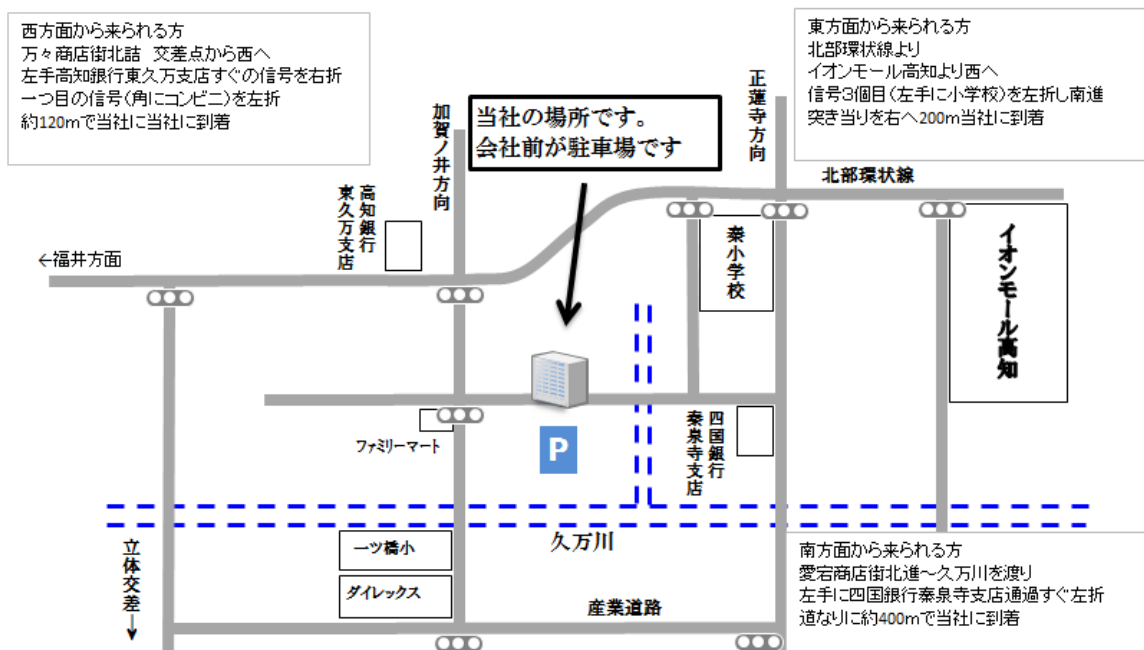 西方面から来られる方
万々商店街北詰　交差点から西へ
左手高知銀行東久万支店すぐの信号を右折
一つ目の信号(角にコンビニ)を左折
約120mで当社に当社に到着
東方面から来られる方
北部環状線より
イオンモール高知より西へ
信号3個目(左手に小学校)を左折し南進
突き当りを右へ200m当社に到着
加賀ノ井方向
当社の場所です。
会社前が駐車場です
正蓮寺方向
北部環状線
高知銀行
東久万支店
←福井方面
秦小学校
イオンモール高知
ファミリーマート
P
四国銀行
秦泉寺支店
立体交差→
一ツ橋小
ダイレックス
久万川
産業道路
南方面から来られる方
愛宕商店街北進～久万川を渡り
左手に四国銀行秦泉寺支店通過すぐ左折
道なりに約400mで当社に到着